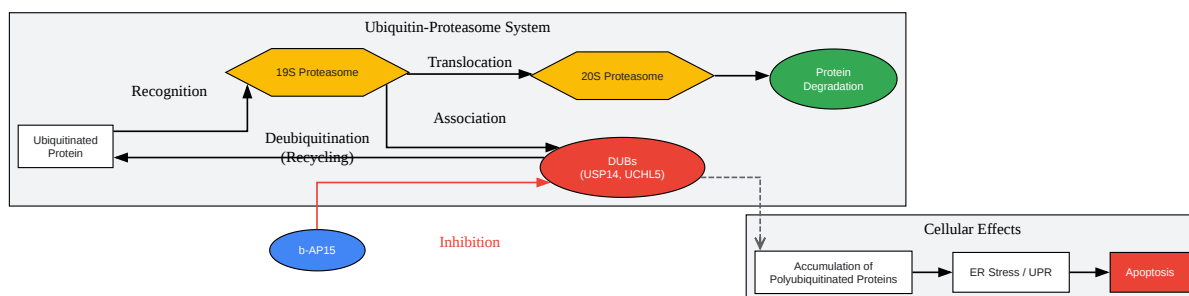 Ubiquitin-Proteasome System
19S Proteasome
Translocation
20S Proteasome
Protein
Degradation
Recognition
Association
Ubiquitinated
Protein
Deubiquitination
(Recycling)
DUBs
(USP14, UCHL5)
b-AP15
Inhibition
Cellular Effects
Accumulation of
Polyubiquitinated Proteins
ER Stress / UPR
Apoptosis